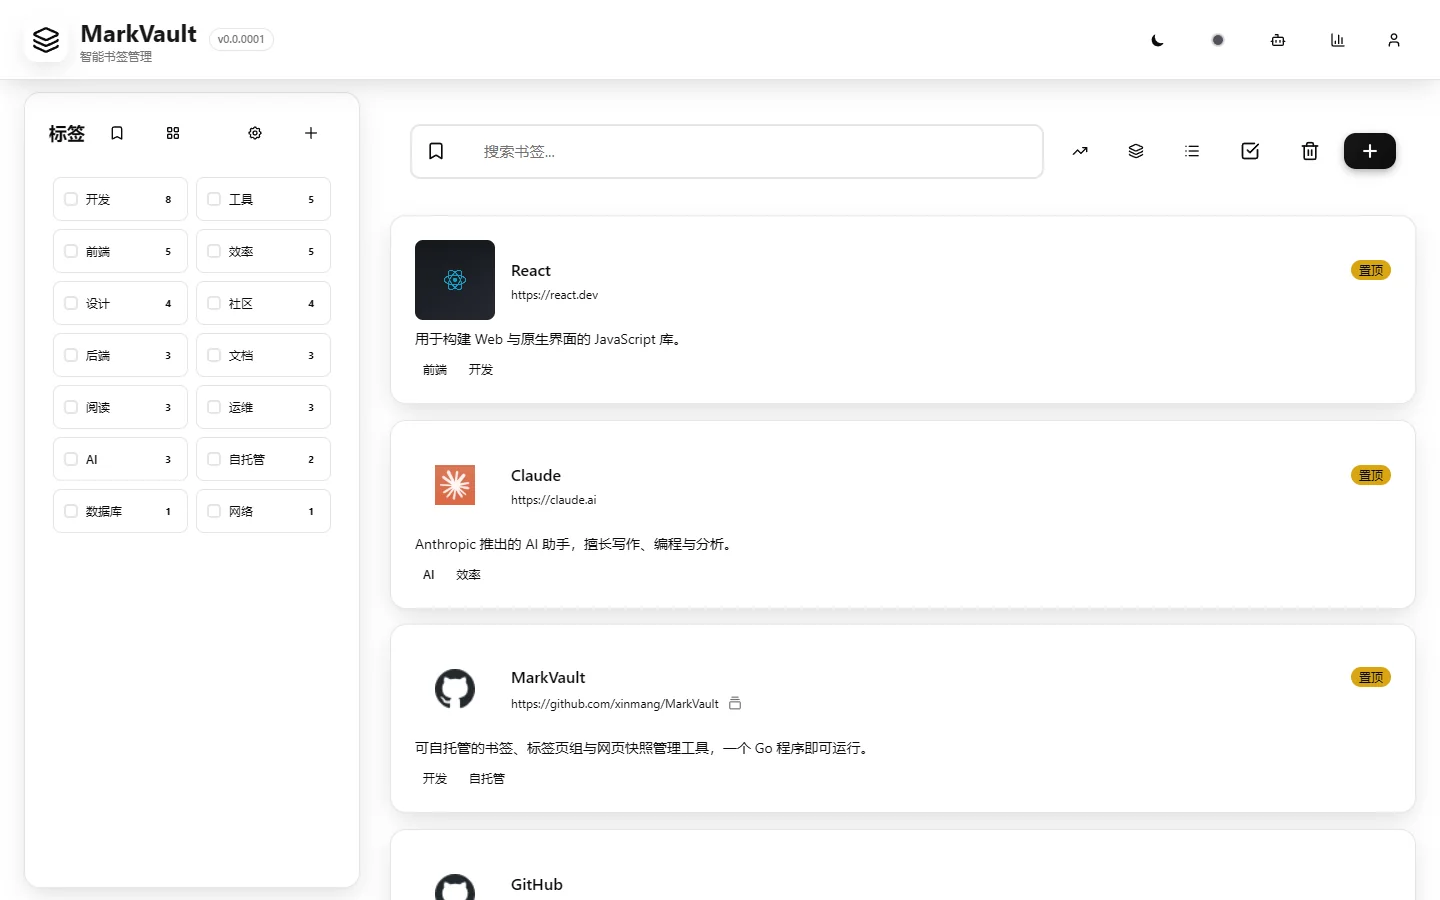 MarkVault
v0.0.0001
智能书签管理
标签
搜索书签...
开发 8
工具 5
前端 5
效率 5
设计 4
社区 4
后端 3
文档 3
阅读 3
运维 3
AI 3
自托管 2
数据库 1
网络 1
React
置顶
https://react.dev
用于构建 Web 与原生界面的 JavaScript 库。
前端 开发
Claude
置顶
https://claude.ai
Anthropic 推出的 AI 助手，擅长写作、编程与分析。
AI 效率
MarkVault
置顶
https://github.com/xinmang/MarkVault
可自托管的书签、标签页组与网页快照管理工具，一个 Go 程序即可运行。
开发 自托管
GitHub